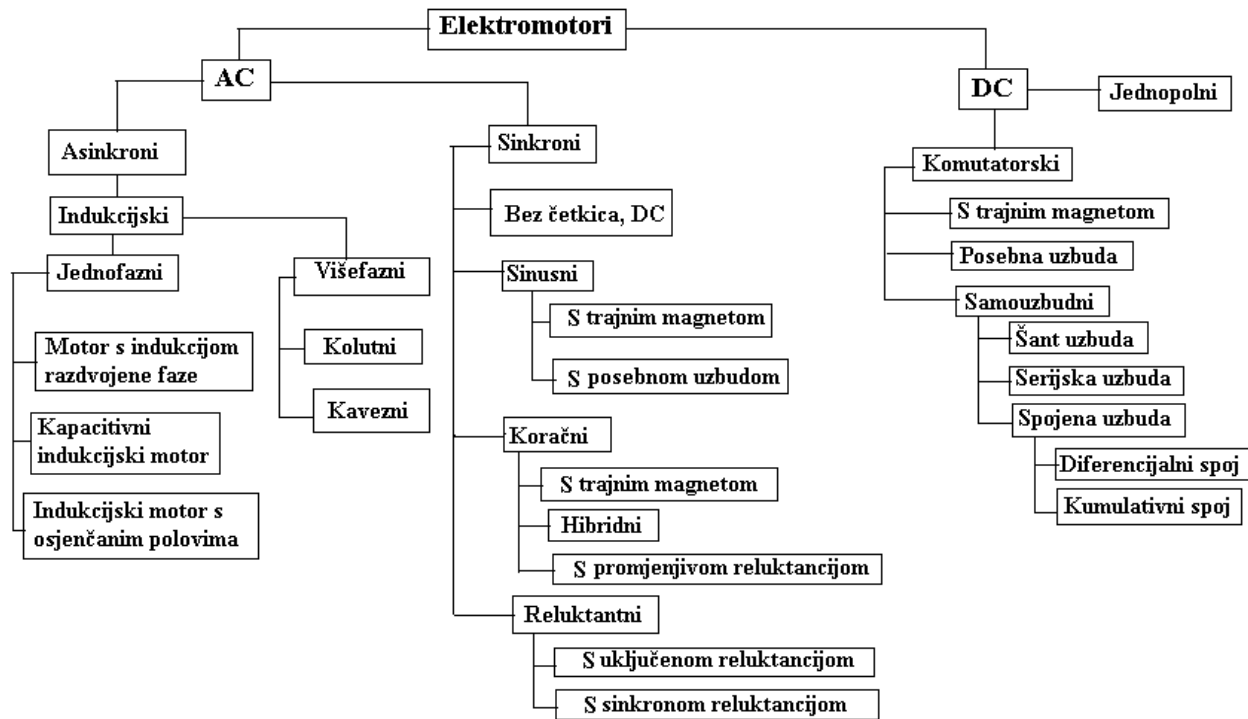 Elektromotori
AC
Asinkroni
Indukcijski
Jednofazni
Motor s indukcijom
razdvojene faze
Kapacitivni
indukcijski motor
Indukcijski motor s
osjenčanim polovima
Višefazni
Kolutni
Kavezni
Sinkroni
Bez četkica, DC
Sinusni
S trajnim magnetom
S posebnom uzbudom
Koračni
S trajnim magnetom
Hibridni
S promjenjivom reluktancijom
Reluktantni
S uključenom reluktancijom
S sinkronom reluktancijom
DC
Jednopolni
Komutatorski
S trajnim magnetom
Posebna uzbuda
Samouzbudni
Šant uzbuda
Serijska uzbuda
Spojena uzbuda
Diferencijalni spoj
Kumulativni spoj